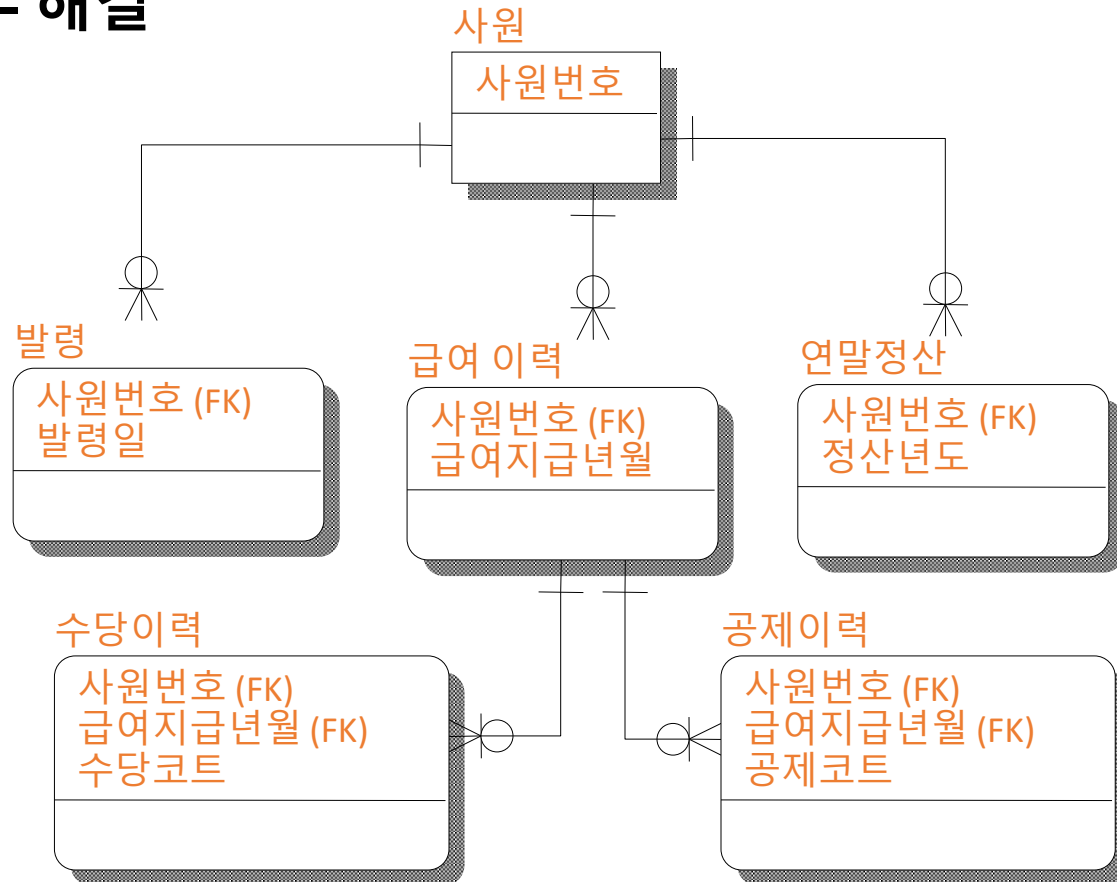 - 해설
사원
사원번호
발령
사원번호 (FK)
발령일
급여 이력
사원번호 (FK)
급여지급년월
연말정산
사원번호 (FK)
정산년도
수당이력
사원번호 (FK)
급여지급년월 (FK)
수당코트
공제이력
사원번호 (FK)
급여지급년월 (FK)
공제코트